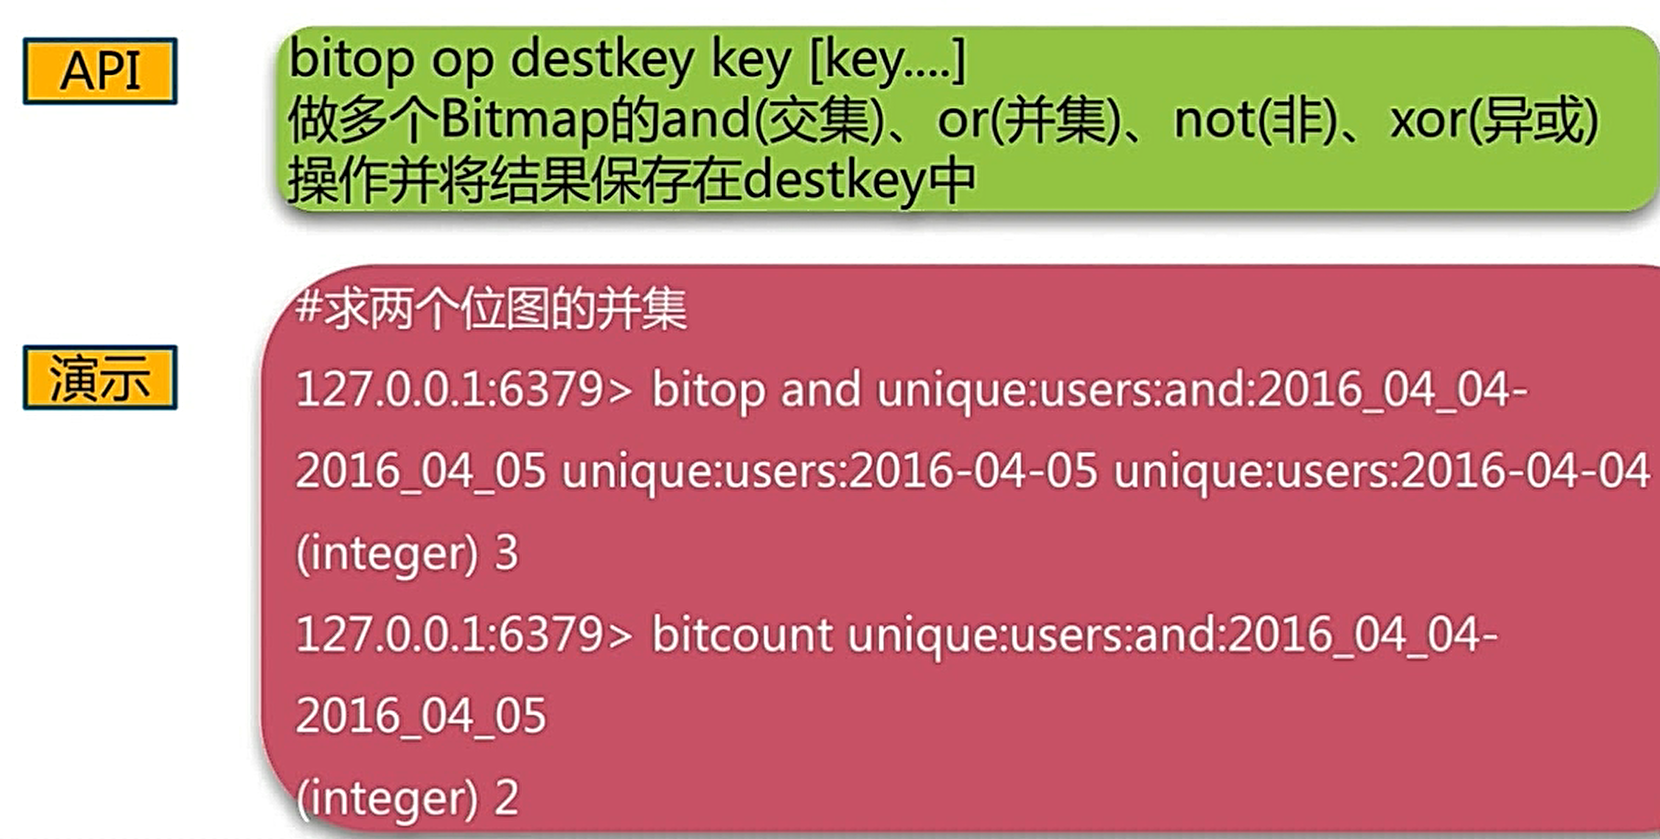 API
bitop op destkey key [key....]
做多个Bitmap的and(交集)、or(并集)、not(非)、xor(异或)
操作并将结果保存在destkey中
演示
#求两个位图的并集
127.0.0.1:6379> bitop and unique:users:and:2016_04_04-
2016_04_05 unique:users:2016-04-05 unique:users:2016-04-04
(integer) 3
127.0.0.1:6379> bitcount unique:users:and:2016_04_04-
2016_04_05
(integer) 2